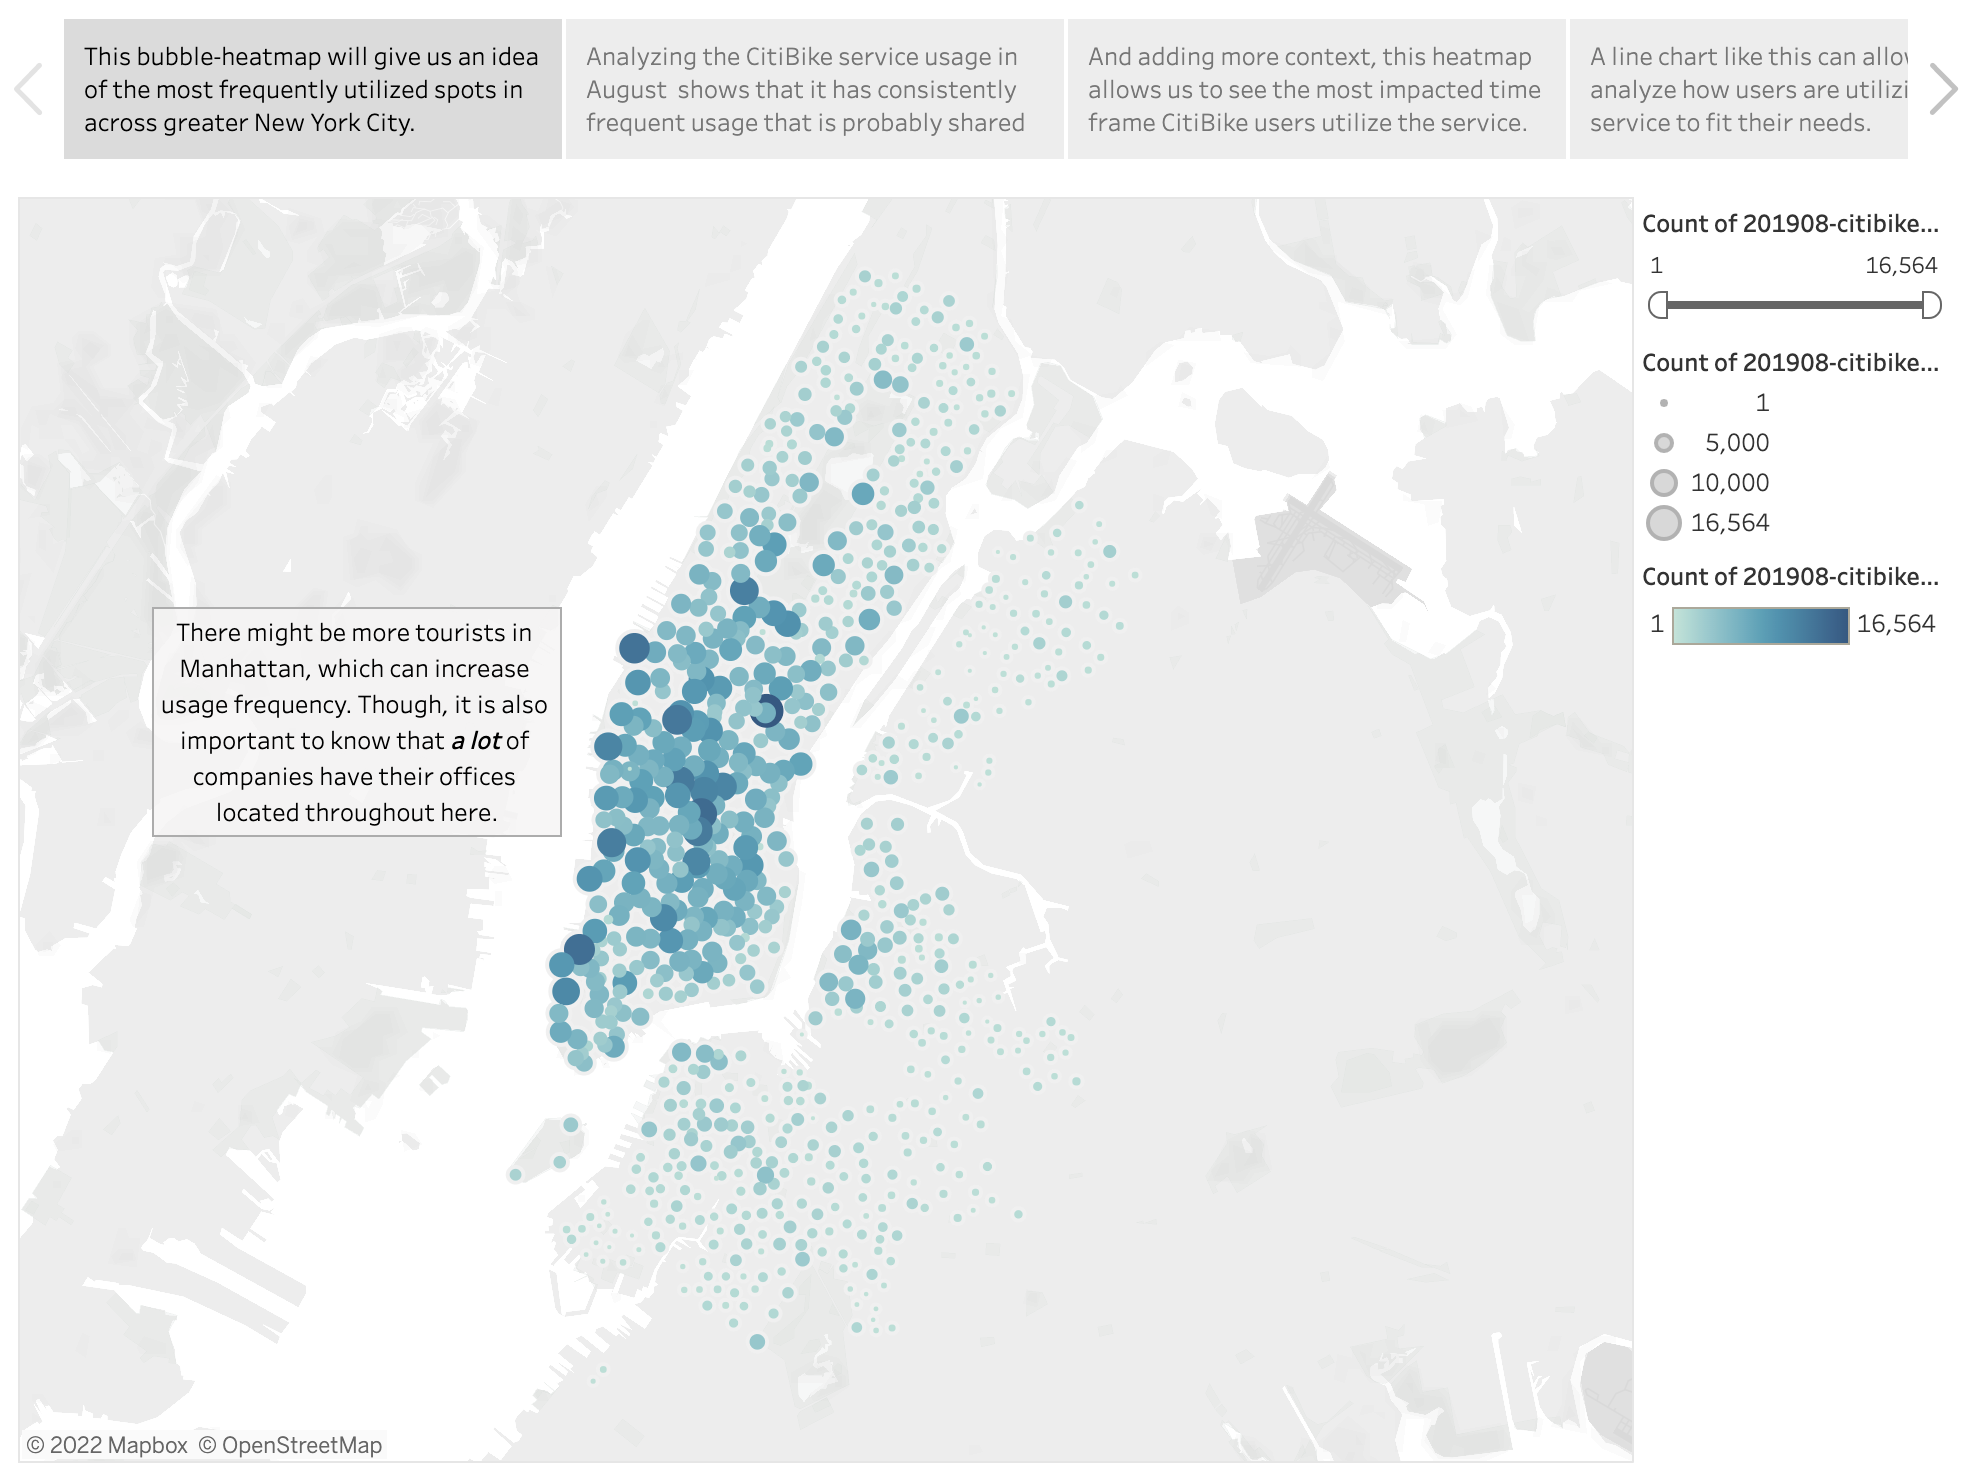 This bubble-heatmap will give us an idea
of the most frequently utilized spots in
across greater New York City.
Analyzing the CitiBike service usage in
August  shows that it has consistently
frequent usage that is probably shared
And adding more context, this heatmap
allows us to see the most impacted time
frame CitiBike users utilize the service.
A line chart like this can allo
analyze how users are utilizi
service to fit their needs.
Count of 201908-citibike...
1 16,564
Count of 201908-citibike...
1
5,000
10,000
16,564
Count of 201908-citibike...
1 16,564
There might be more tourists in
Manhattan, which can increase
usage frequency. Though, it is also
important to know that a lot of
companies have their offices
located throughout here.
© 2022 Mapbox © OpenStreetMap